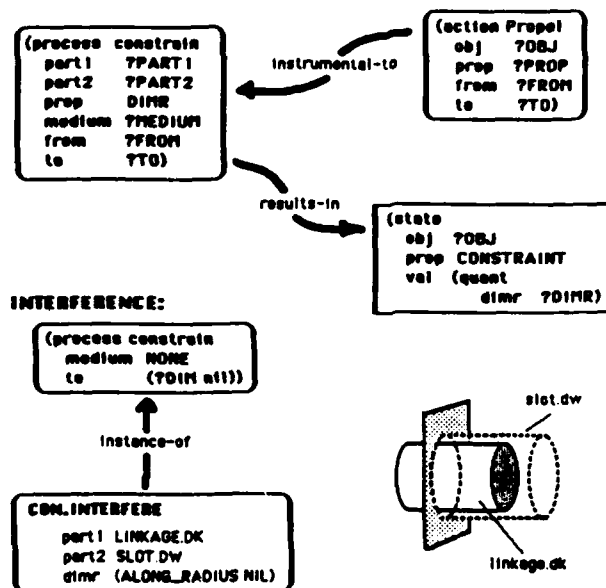 (process constrain
part1 ?PART1
part2 ?PART2
prop DIMR
medium ?MEDIUM
from ?FROM
to ?TO)
instrumental-to
(action Propel
obj ?OBJ
prop ?PROP
from ?FROM
to ?TO)
results-in
(state
obj ?OBJ
prop CONSTRAINT
val (quant
dimr ?DIMR)
INTERFERENCE:
(process constrain
medium NONE
to (?DIM nil))
instance-of
CON.INTERFERE
part1 LINKAGE.DK
part2 SLOT.DW
dimr (ALONG_RADIUS NIL)
slot.dw
linkage.dk